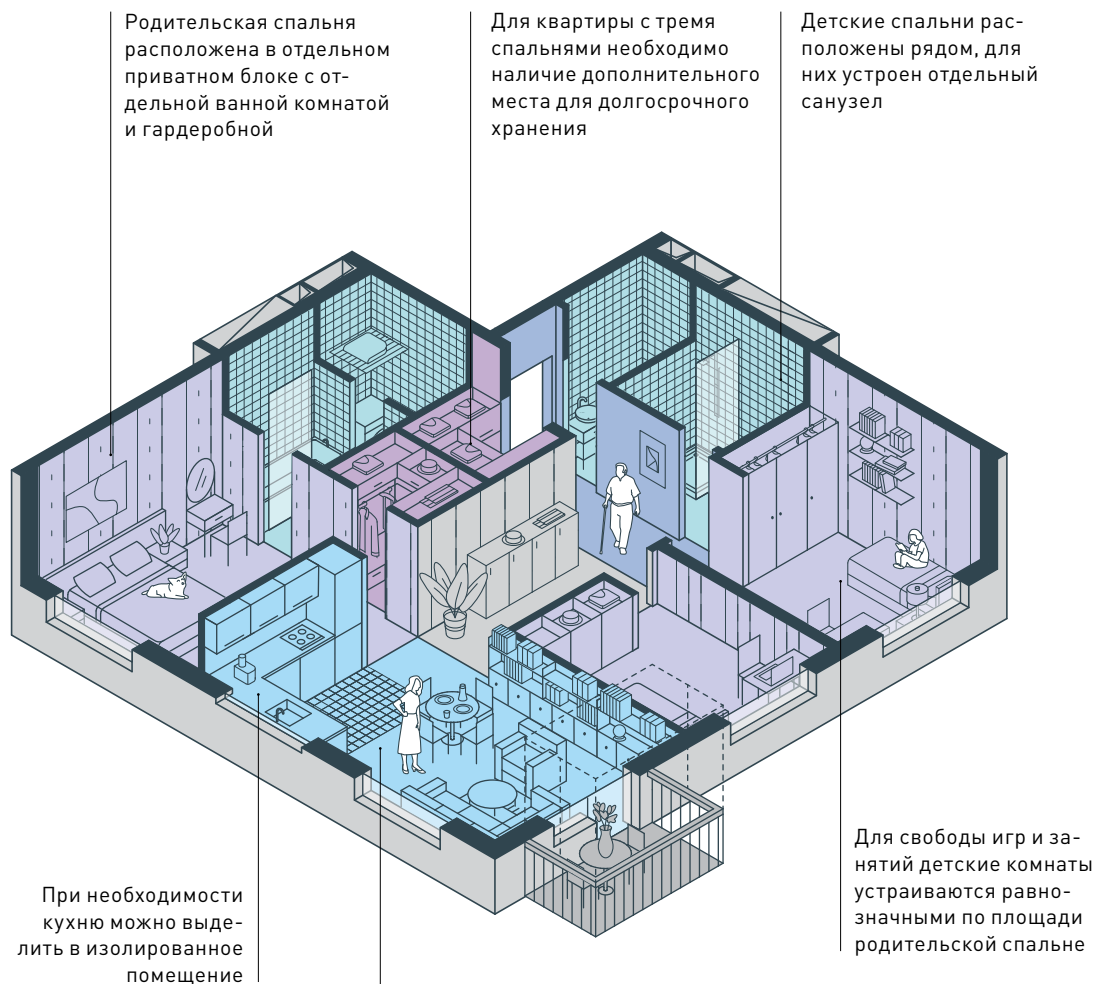 Родительская спальня
расположена в отдельном
приватном блоке с от-
дельной ванной комнатой
и гардеробной
Для квартиры с тремя
спальнями необходимо
наличие дополнительного
места для долгосрочного
хранения
Детские спальни рас-
положены рядом, для
них устроен отдельный
санузел
При необходимости
кухню можно выде-
лить в изолированное
помещение
Для свободы игр и за-
нятий детские комнаты
устраиваются равно-
значными по площади
родительской спальне